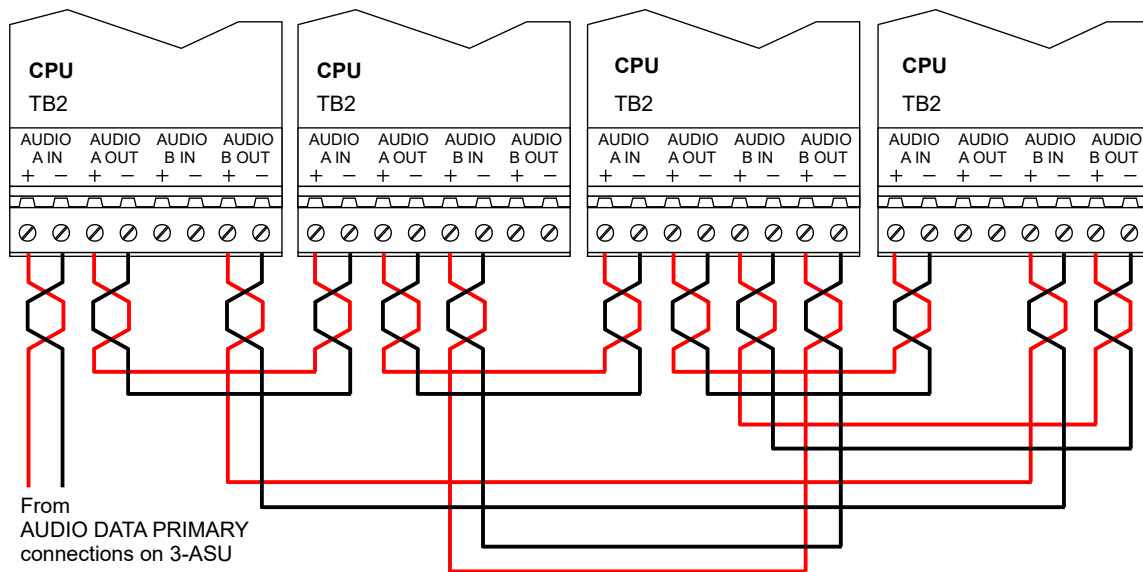 CPU
TB2
AUDIO AUDIO AUDIO AUDIO
A IN A OUT B IN B OUT
+ − + − + − + −
CPU
TB2
AUDIO AUDIO AUDIO AUDIO
A IN A OUT B IN B OUT
+ − + − + − + −
CPU
TB2
AUDIO AUDIO AUDIO AUDIO
A IN A OUT B IN B OUT
+ − + − + − + −
CPU
TB2
AUDIO AUDIO AUDIO AUDIO
A IN A OUT B IN B OUT
+ − + − + − + −
From
AUDIO DATA PRIMARY
connections on 3-ASU